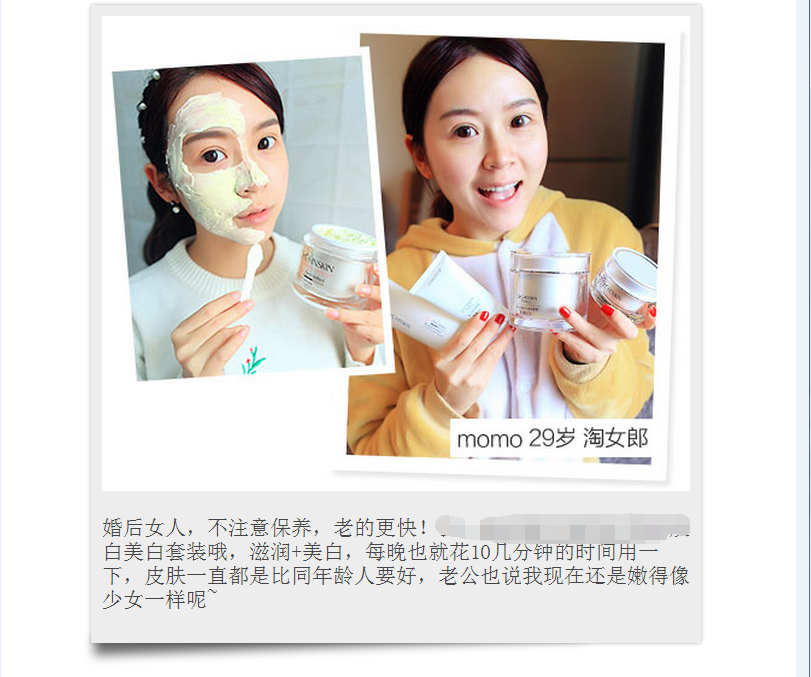 momo 29岁 淘女郎
婚后女人，不注意保养，老的更快！
白美白套装哦，滋润+美白，每晚也就花10几分钟的时间用一
下，皮肤一直都是比同年龄人要好，老公也说我现在还是嫩得像
少女一样呢~